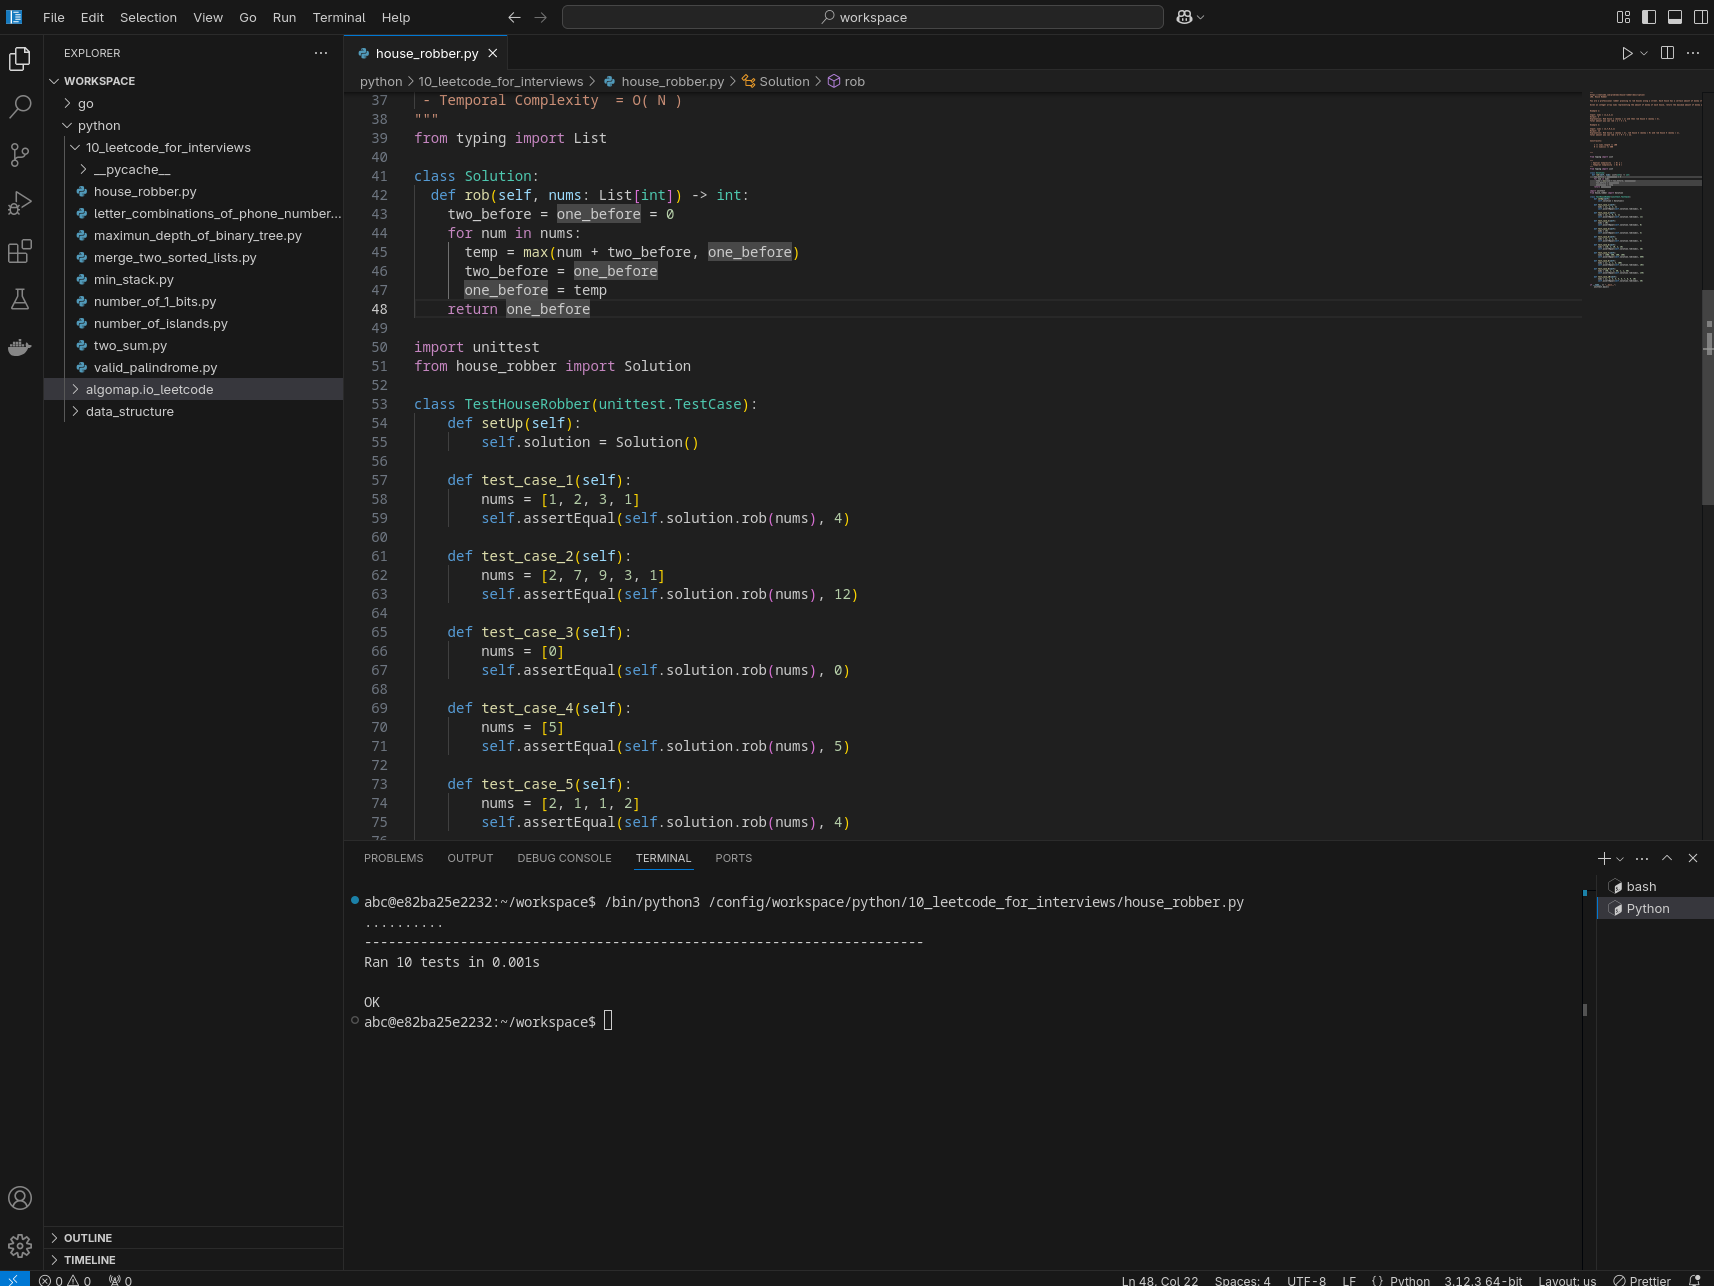 File Edit Selection View Go Run Terminal Help
workspace
EXPLORER
WORKSPACE
go
python
10_leetcode_for_interviews
__pycache__
house_robber.py
letter_combinations_of_phone_number...
maximun_depth_of_binary_tree.py
merge_two_sorted_lists.py
min_stack.py
number_of_1_bits.py
number_of_islands.py
two_sum.py
valid_palindrome.py
algomap.io_leetcode
data_structure
OUTLINE
TIMELINE
house_robber.py
python > 10_leetcode_for_interviews > house_robber.py > Solution > rob
37 - Temporal Complexity  = O( N )
38 """
39 from typing import List
40
41 class Solution:
42   def rob(self, nums: List[int]) -> int:
43     two_before = one_before = 0
44     for num in nums:
45       temp = max(num + two_before, one_before)
46       two_before = one_before
47       one_before = temp
48     return one_before
49
50 import unittest
51 from house_robber import Solution
52
53 class TestHouseRobber(unittest.TestCase):
54     def setUp(self):
55         self.solution = Solution()
56
57     def test_case_1(self):
58         nums = [1, 2, 3, 1]
59         self.assertEqual(self.solution.rob(nums), 4)
60
61     def test_case_2(self):
62         nums = [2, 7, 9, 3, 1]
63         self.assertEqual(self.solution.rob(nums), 12)
64
65     def test_case_3(self):
66         nums = [0]
67         self.assertEqual(self.solution.rob(nums), 0)
68
69     def test_case_4(self):
70         nums = [5]
71         self.assertEqual(self.solution.rob(nums), 5)
72
73     def test_case_5(self):
74         nums = [2, 1, 1, 2]
75         self.assertEqual(self.solution.rob(nums), 4)
76
PROBLEMS OUTPUT DEBUG CONSOLE TERMINAL PORTS
abc@e82ba25e2232:~/workspace$ /bin/python3 /config/workspace/python/10_leetcode_for_interviews/house_robber.py
..........
----------------------------------------------------------------------
Ran 10 tests in 0.001s
OK
abc@e82ba25e2232:~/workspace$
bash
Python
0 0 0
Ln 48, Col 22 Spaces: 4 UTF-8 LF {} Python 3.12.3 64-bit Layout: us Prettier